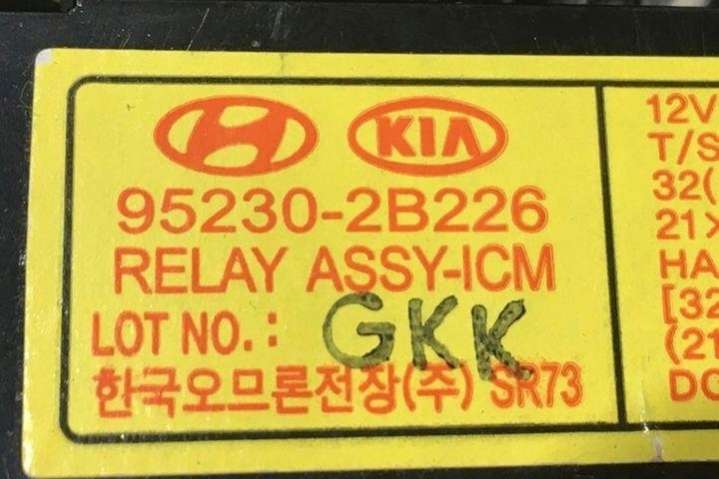 KIA
95230-2B226
RELAY ASSY-ICM
LOT NO.: GKK
한국오므론전장(주) SR73
12V
T/S
32(
21>
HA
[32
(21
DC